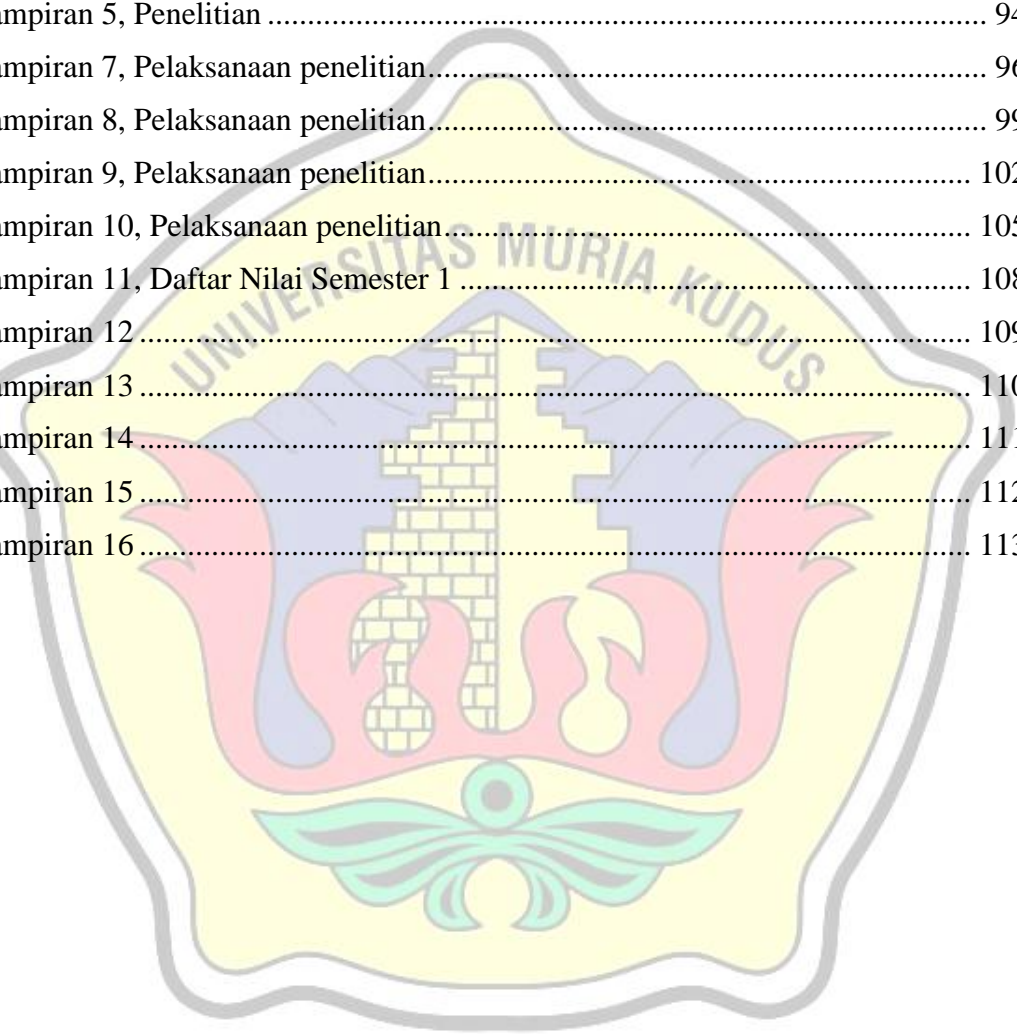 ampiran 5, Penelitian ........................................................................................... 94
ampiran 7, Pelaksanaan penelitian....................................................................... 96
ampiran 8, Pelaksanaan penelitian....................................................................... 99
ampiran 9, Pelaksanaan penelitian..................................................................... 102
ampiran 10, Pelaksanaan penelitian................................................................... 105
ampiran 11, Daftar Nilai Semester 1 ................................................................. 108
ampiran 12 ......................................................................................................... 109
ampiran 13 ......................................................................................................... 110
ampiran 14 ......................................................................................................... 111
ampiran 15 ......................................................................................................... 112
ampiran 16 ......................................................................................................... 113
UNIVERSITAS MURIA KUDUS